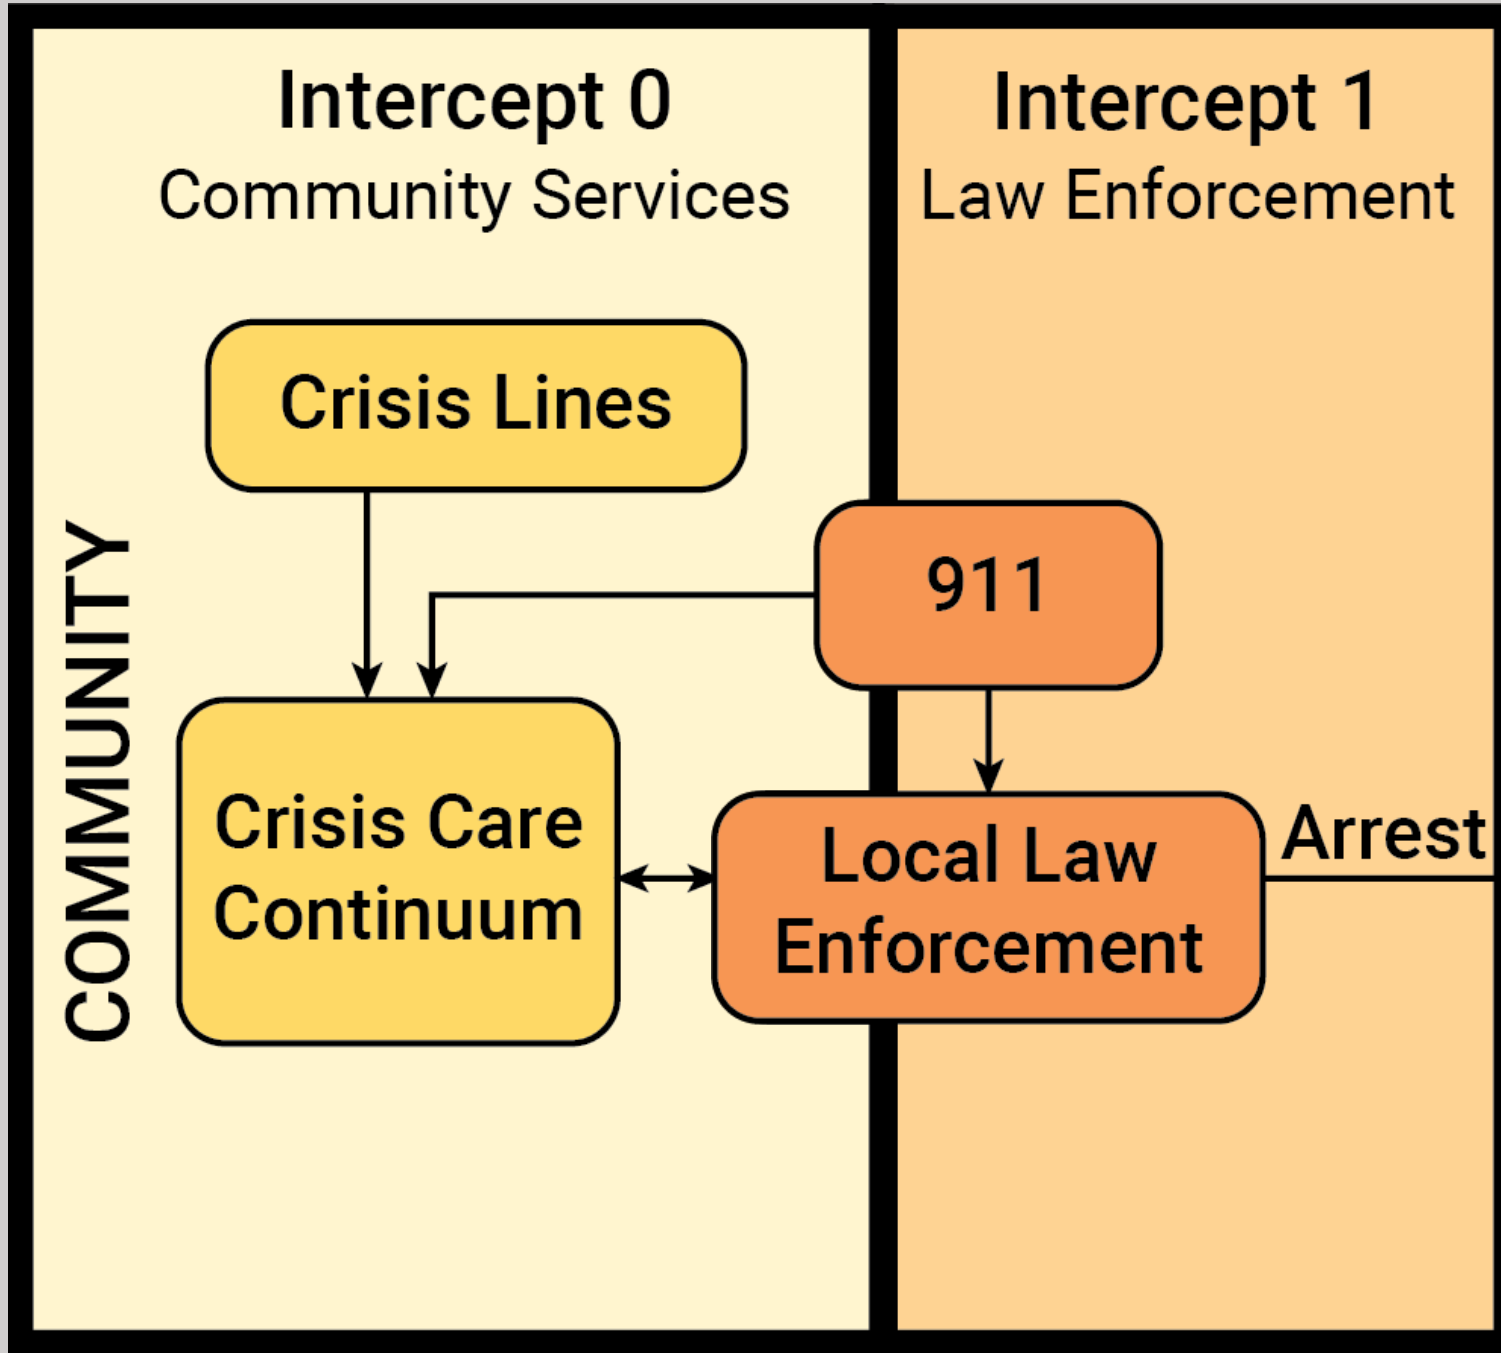 Intercept 0
Community Services
Intercept 1
Law Enforcement
COMMUNITY
Crisis Lines
911
Crisis Care
Continuum
Local Law
Enforcement
Arrest